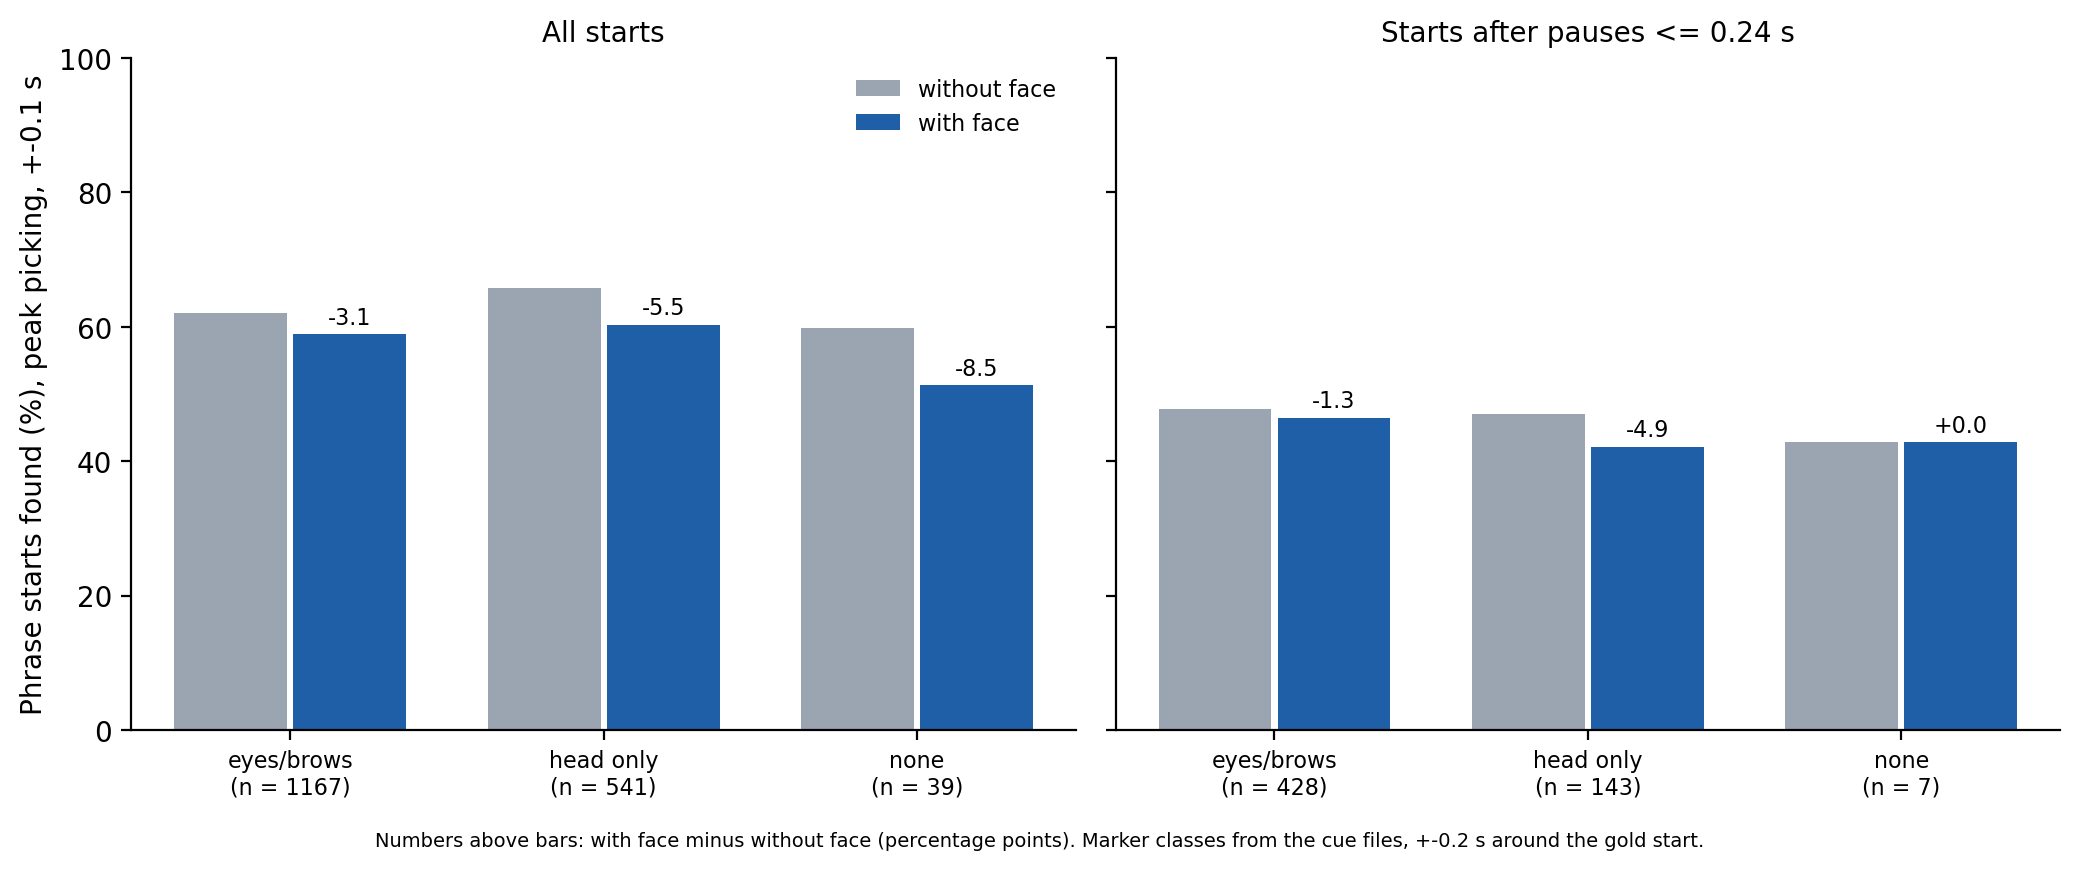 All starts
Starts after pauses <= 0.24 s
Phrase starts found (%), peak picking, +-0.1 s
100
80
60
40
20
0
without face
with face
-3.1
-5.5
-8.5
-1.3
-4.9
+0.0
eyes/brows
(n = 1167)
head only
(n = 541)
none
(n = 39)
eyes/brows
(n = 428)
head only
(n = 143)
none
(n = 7)
Numbers above bars: with face minus without face (percentage points). Marker classes from the cue files, +-0.2 s around the gold start.